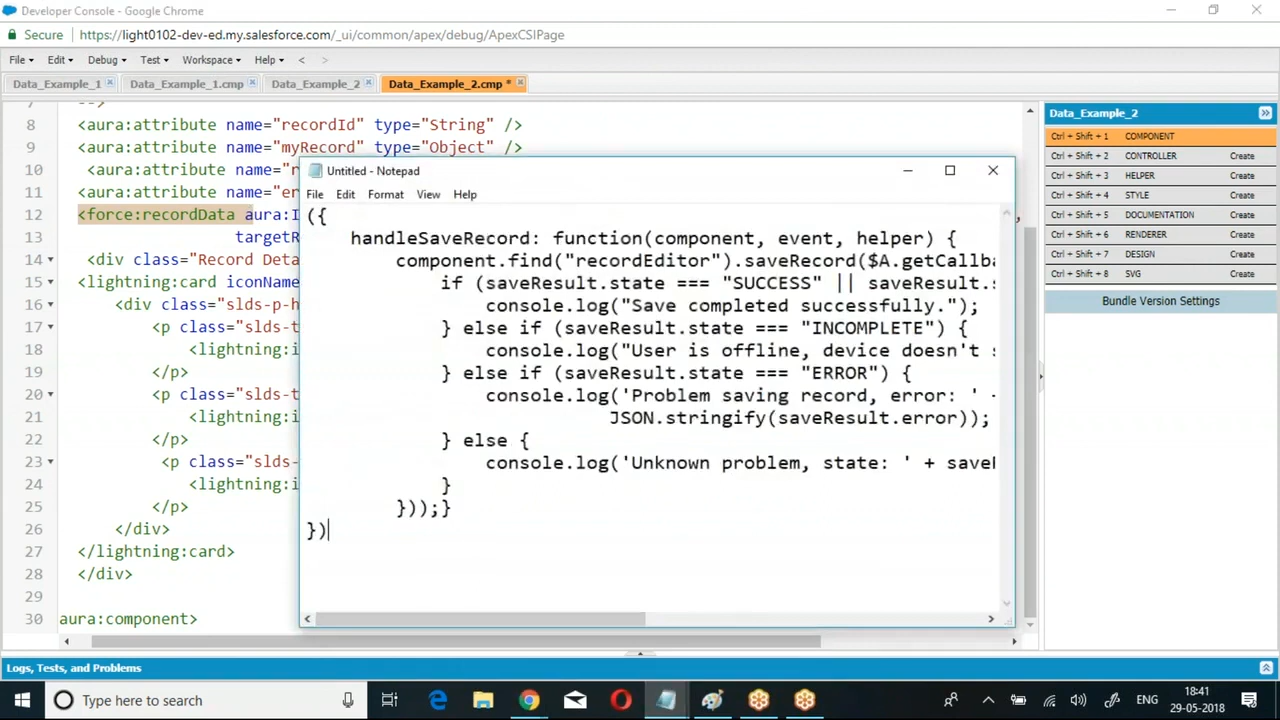 Developer Console - Google Chrome
Secure https://light0102-dev-ed.my.salesforce.com/_ui/common/apex/debug/ApexCSIPage
File Edit Debug Test Workspace Help < >
Data_Example_1 Data_Example_1.cmp Data_Example_2 Data_Example_2.cmp *
8 <aura:attribute name="recordId" type="String" />
9 <aura:attribute name="myRecord" type="Object" />
10 <aura:attribute name="r
11 <aura:attribute name="er
12 <force:recordData aura:I
13 targetR
14 <div class="Record Deta
15 <lightning:card iconName
16 <div class="slds-p-h
17 <p class="slds-t
18 <lightning:i
19 </p>
20 <p class="slds-t
21 <lightning:i
22 </p>
23 <p class="slds-
24 <lightning:i
25 </p>
26 </div>
27 </lightning:card>
28 </div>
29
30 aura:component>
Untitled - Notepad
File Edit Format View Help
({
handleSaveRecord: function(component, event, helper) {
component.find("recordEditor").saveRecord($A.getCallba
if (saveResult.state === "SUCCESS" || saveResult.s
console.log("Save completed successfully.");
} else if (saveResult.state === "INCOMPLETE") {
console.log("User is offline, device doesn't s
} else if (saveResult.state === "ERROR") {
console.log('Problem saving record, error: ' +
JSON.stringify(saveResult.error));
} else {
console.log('Unknown problem, state: ' + saveR
}
}));}
})
Data_Example_2
Ctrl + Shift + 1 COMPONENT
Ctrl + Shift + 2 CONTROLLER Create
Ctrl + Shift + 3 HELPER Create
Ctrl + Shift + 4 STYLE Create
Ctrl + Shift + 5 DOCUMENTATION Create
Ctrl + Shift + 6 RENDERER Create
Ctrl + Shift + 7 DESIGN Create
Ctrl + Shift + 8 SVG Create
Bundle Version Settings
Logs, Tests, and Problems
Type here to search
ENG
18:41
29-05-2018